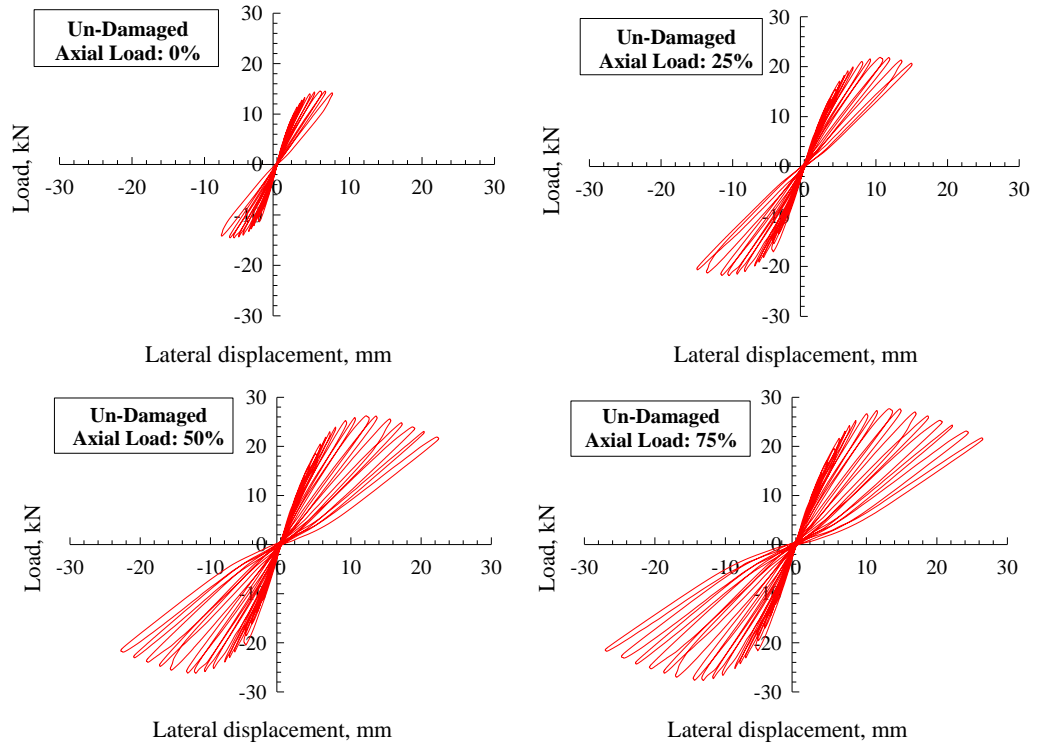 Un-Damaged
Axial Load: 0%
Load, kN
30
20
10
0
-20
-30
-30 -20 -10 0 10 20 30
Lateral displacement, mm
Un-Damaged
Axial Load: 25%
Load, kN
30
20
10
0
-10
-20
-30
-30 -20 -10 0 10 20 30
Lateral displacement, mm
Un-Damaged
Axial Load: 50%
Load, kN
30
20
10
0
-20
-30
-30 -20 -10 0 10 20 30
Lateral displacement, mm
Un-Damaged
Axial Load: 75%
Load, kN
30
20
10
0
-20
-30
-30 -20 -10 0 10 20 30
Lateral displacement, mm